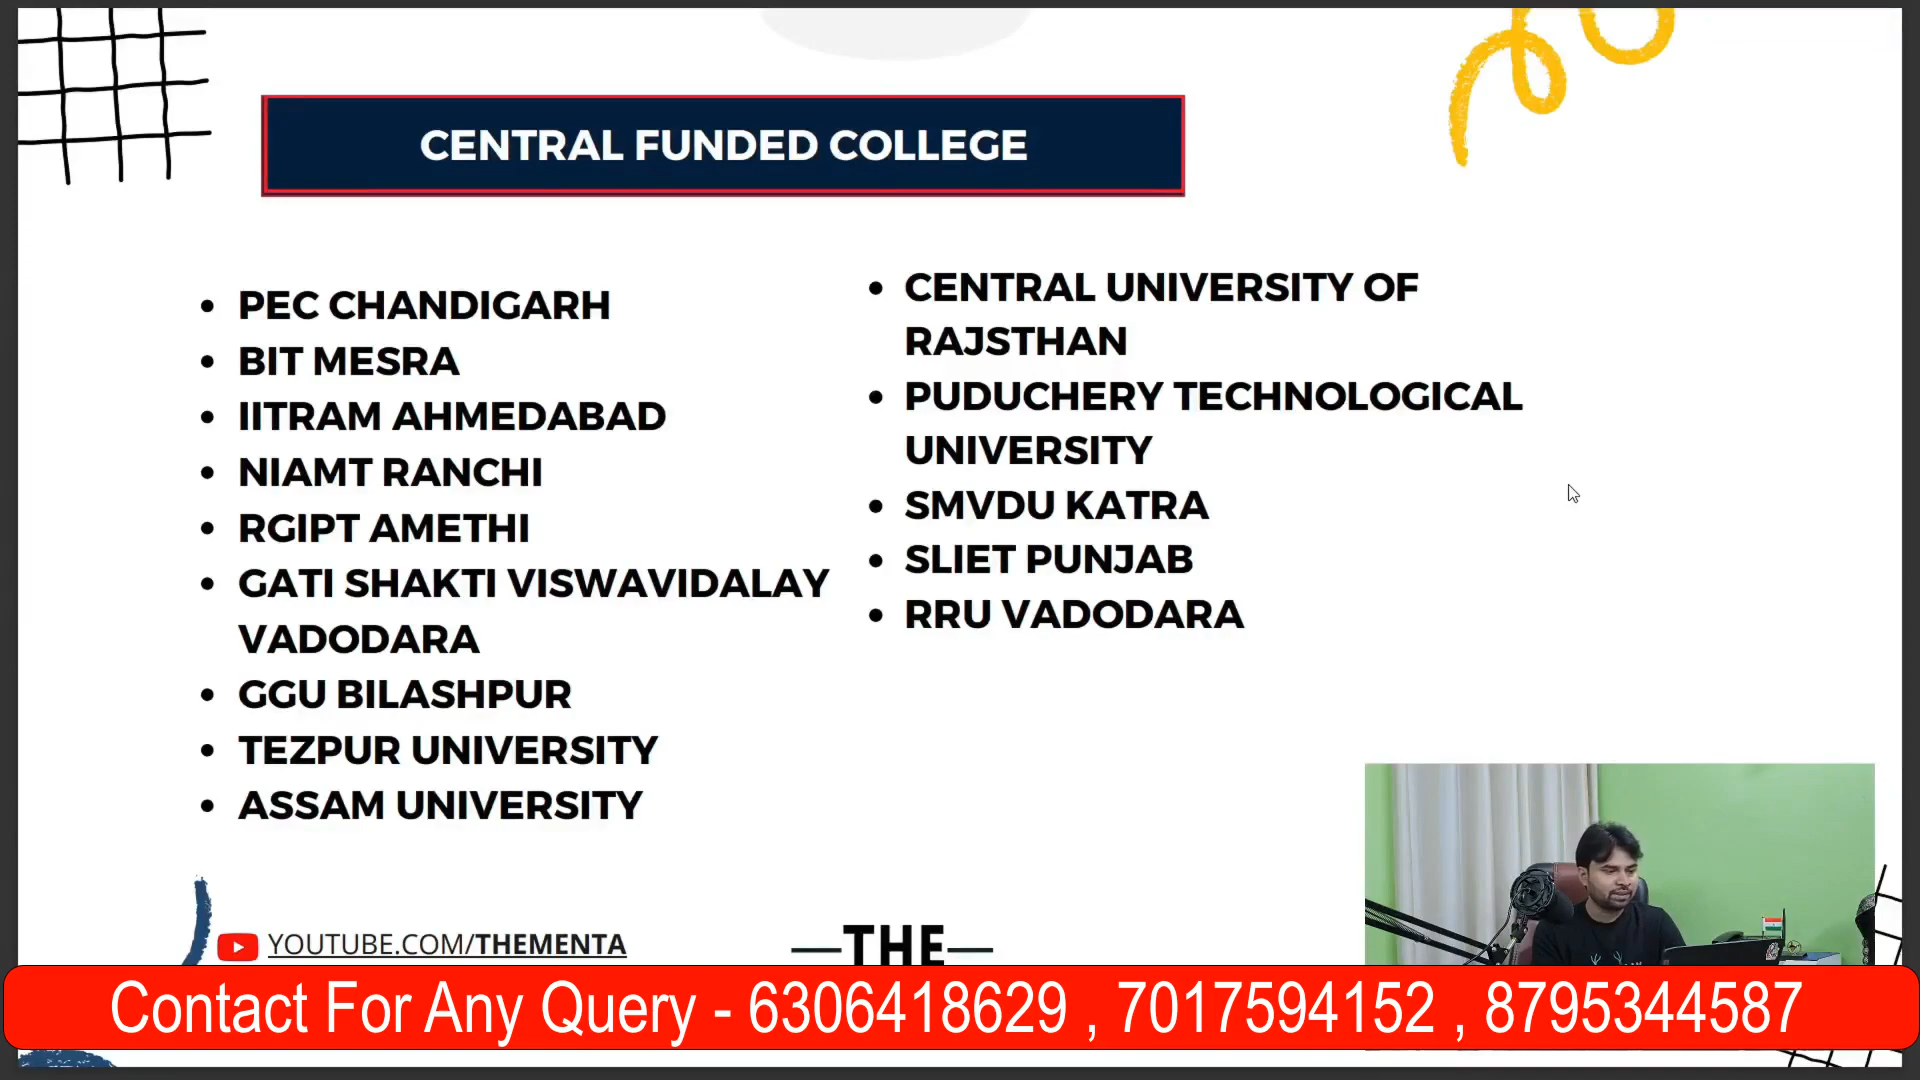 CENTRAL FUNDED COLLEGE
• PEC CHANDIGARH
• BIT MESRA
• IITRAM AHMEDABAD
• NIAMT RANCHI
• RGIPT AMETHI
• GATI SHAKTI VISWAVIDALAY
VADODARA
• GGU BILASHPUR
• TEZPUR UNIVERSITY
• ASSAM UNIVERSITY
• CENTRAL UNIVERSITY OF
RAJSTHAN
• PUDUCHERY TECHNOLOGICAL
UNIVERSITY
• SMVDU KATRA
• SLIET PUNJAB
• RRU VADODARA
YOUTUBE.COM/THEMENTA
THE
Contact For Any Query - 6306418629 , 7017594152 , 8795344587